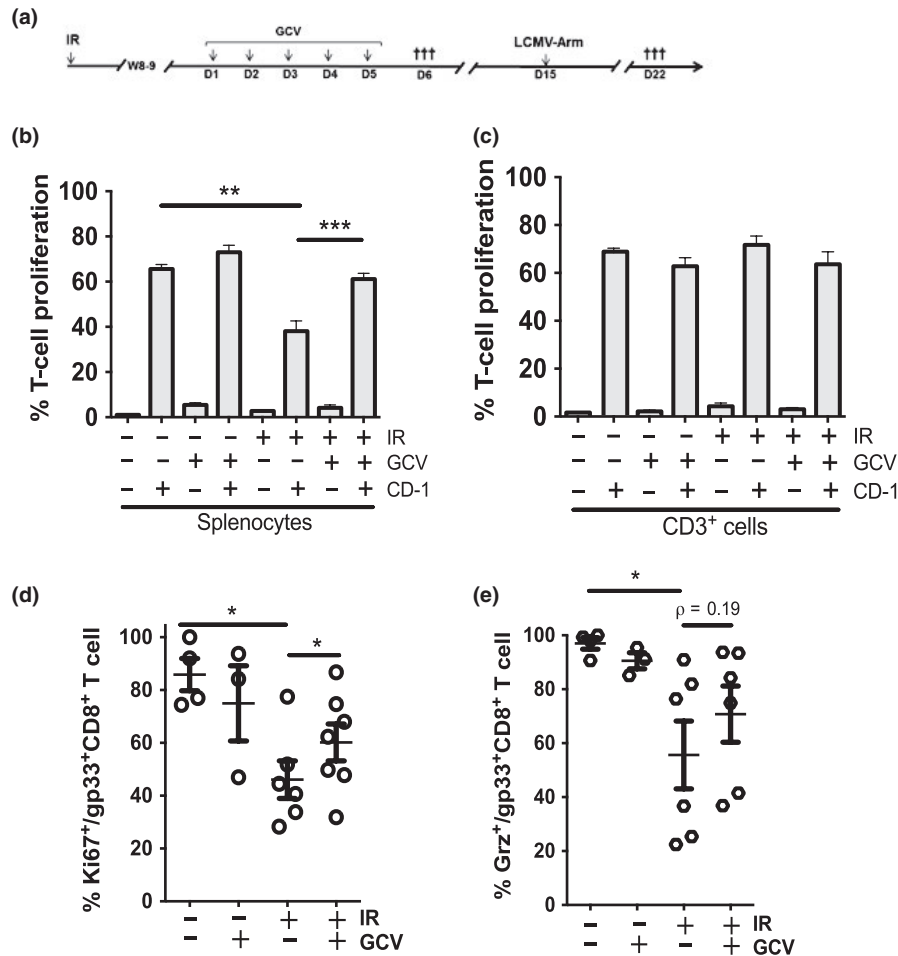 (a)
IR
GCV
LCMV-Arm
W8-9
D1 D2 D3 D4 D5 D6 D15 D22
(b)
% T-cell proliferation
100
80
60
40
20
0
**
***
– – – – + + + + IR
– – + + – – + + GCV
– + – + – + – + CD-1
Splenocytes
(c)
% T-cell proliferation
100
80
60
40
20
0
– – – – + + + + IR
– – + + – – + + GCV
– + – + – + – + CD-1
CD3⁺ cells
(d)
% Ki67⁺/gp33⁺CD8⁺ T cell
100
80
60
40
20
0
*
*
– – + + IR
– + – + GCV
(e)
% Grz⁺/gp33⁺CD8⁺ T cell
100
80
60
40
20
0
*
ρ = 0.19
– – + + IR
– + – + GCV